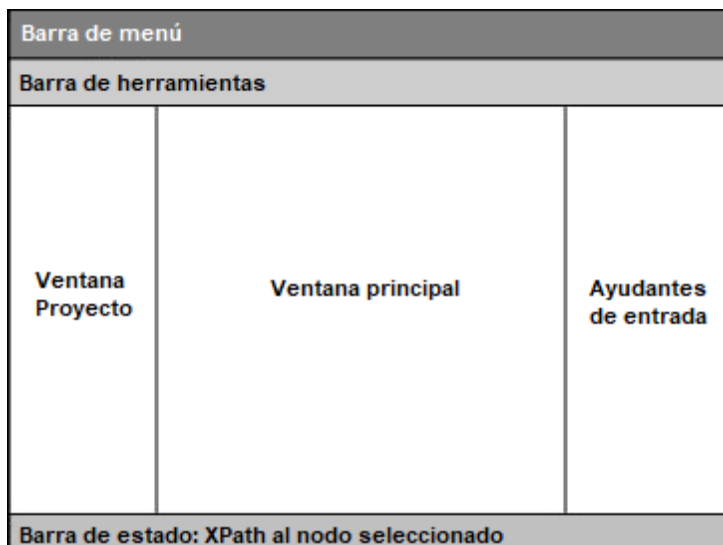 Barra de menú
Barra de herramientas
Ventana
Proyecto
Ventana principal
Ayudantes
de entrada
Barra de estado: XPath al nodo seleccionado